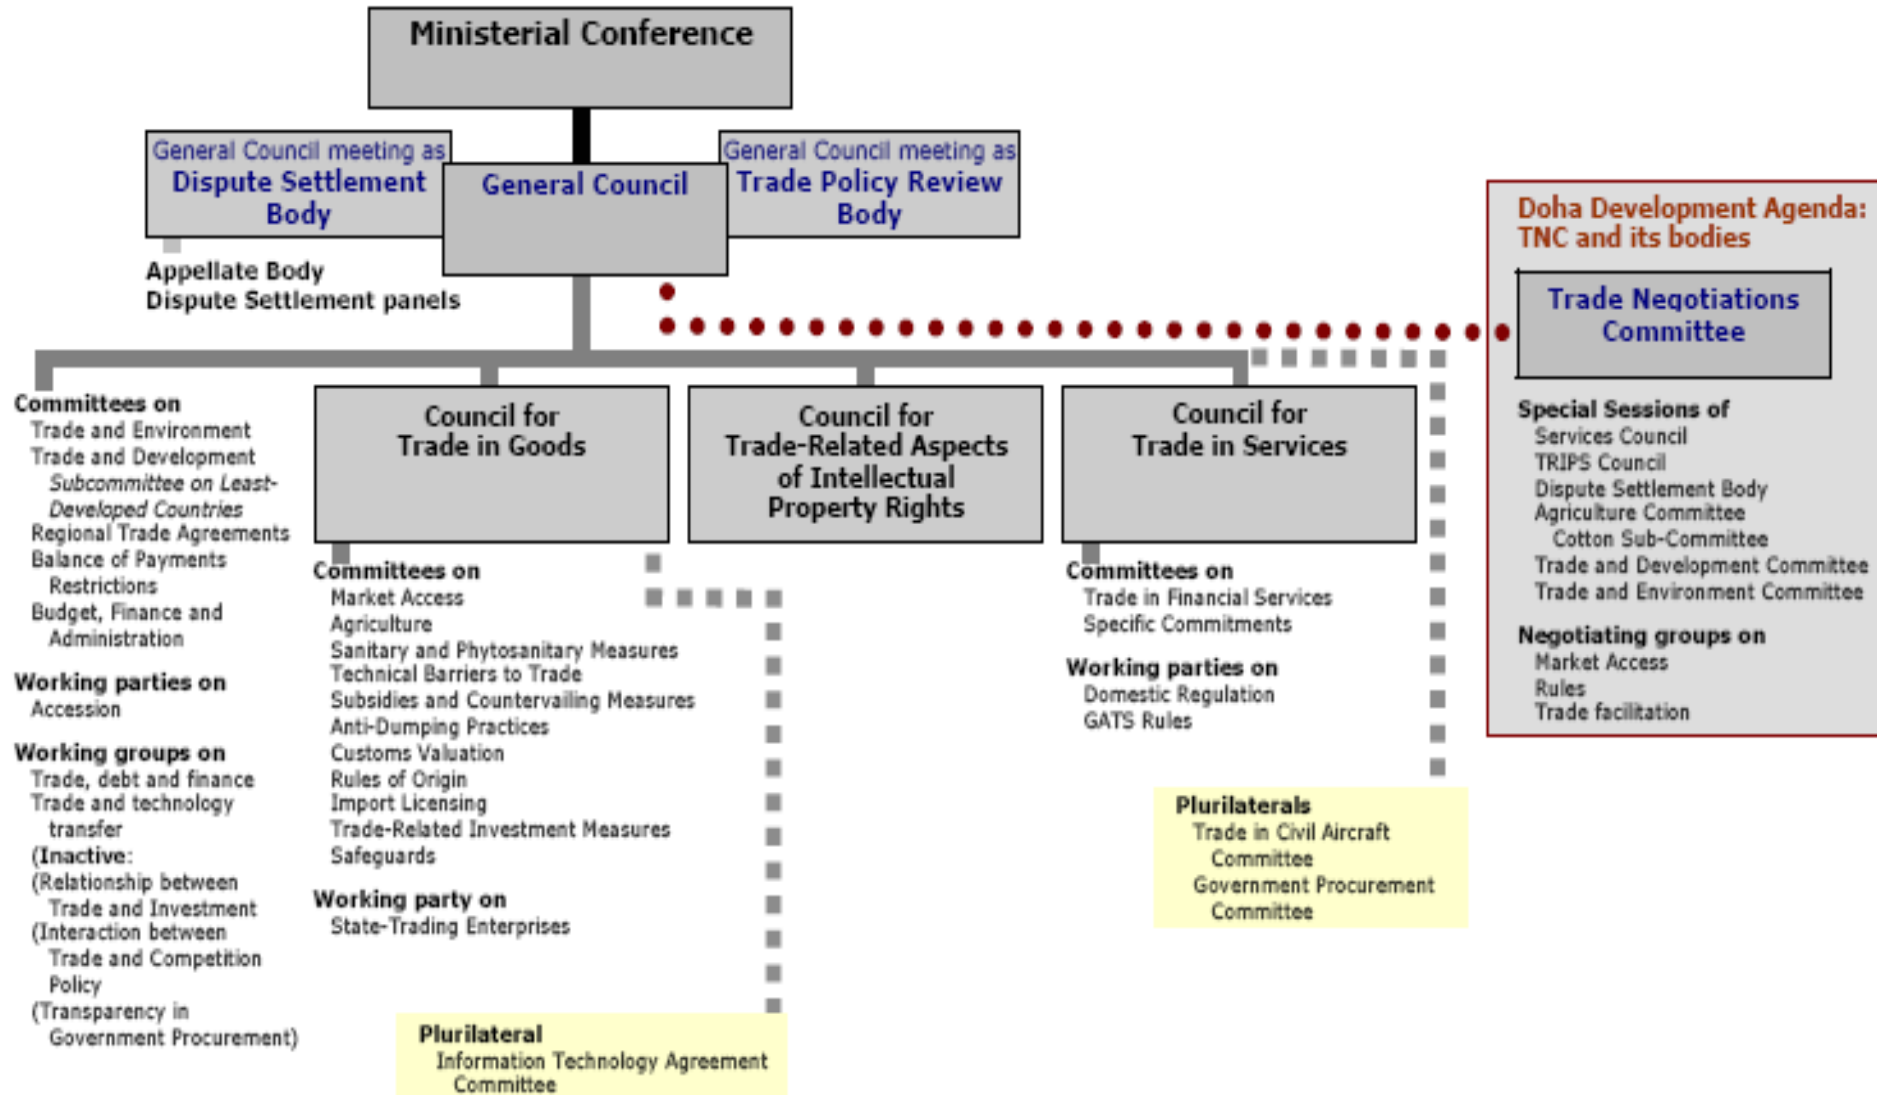 Ministerial Conference
General Council meeting as
Dispute Settlement
Body
General Council
General Council meeting as
Trade Policy Review
Body
Appellate Body
Dispute Settlement panels
Doha Development Agenda:
TNC and its bodies
Trade Negotiations
Committee
Special Sessions of
Services Council
TRIPS Council
Dispute Settlement Body
Agriculture Committee
Cotton Sub-Committee
Trade and Development Committee
Trade and Environment Committee
Negotiating groups on
Market Access
Rules
Trade facilitation
Committees on
Trade and Environment
Trade and Development
Subcommittee on Least-
Developed Countries
Regional Trade Agreements
Balance of Payments
Restrictions
Budget, Finance and
Administration
Working parties on
Accession
Working groups on
Trade, debt and finance
Trade and technology
transfer
(Inactive:
(Relationship between
Trade and Investment
(Interaction between
Trade and Competition
Policy
(Transparency in
Government Procurement)
Council for
Trade in Goods
Committees on
Market Access
Agriculture
Sanitary and Phytosanitary Measures
Technical Barriers to Trade
Subsidies and Countervailing Measures
Anti-Dumping Practices
Customs Valuation
Rules of Origin
Import Licensing
Trade-Related Investment Measures
Safeguards
Working party on
State-Trading Enterprises
Plurilateral
Information Technology Agreement
Committee
Council for
Trade-Related Aspects
of Intellectual
Property Rights
Council for
Trade in Services
Committees on
Trade in Financial Services
Specific Commitments
Working parties on
Domestic Regulation
GATS Rules
Plurilaterals
Trade in Civil Aircraft
Committee
Government Procurement
Committee